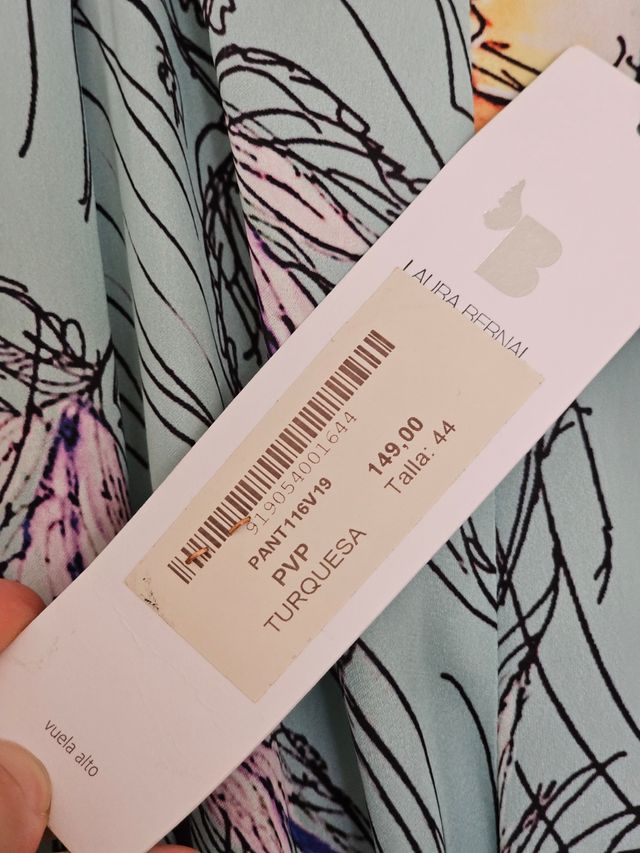 LAURA BERNAL
919054001644
PANT116V19
149,00
PVP
Talla: 44
TURQUESA
vuela alto